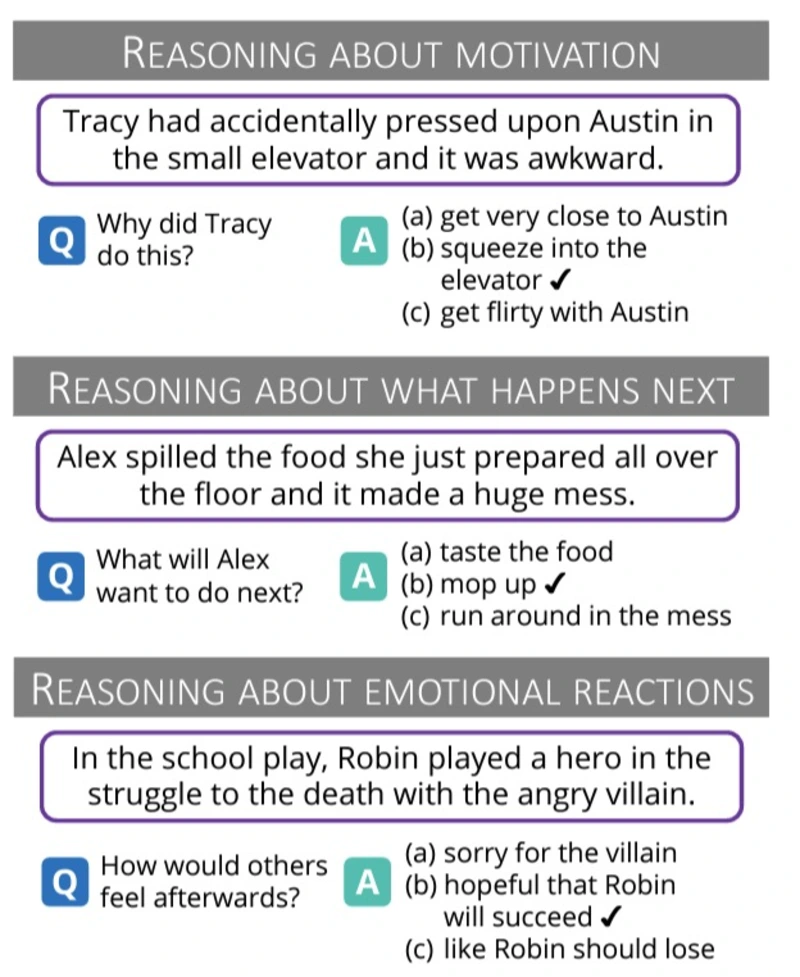 REASONING ABOUT MOTIVATION
Tracy had accidentally pressed upon Austin in
the small elevator and it was awkward.
Q Why did Tracy
do this?
A (a) get very close to Austin
(b) squeeze into the
elevator ✓
(c) get flirty with Austin
REASONING ABOUT WHAT HAPPENS NEXT
Alex spilled the food she just prepared all over
the floor and it made a huge mess.
Q What will Alex
want to do next?
A (a) taste the food
(b) mop up ✓
(c) run around in the mess
REASONING ABOUT EMOTIONAL REACTIONS
In the school play, Robin played a hero in the
struggle to the death with the angry villain.
Q How would others
feel afterwards?
A (a) sorry for the villain
(b) hopeful that Robin
will succeed ✓
(c) like Robin should lose